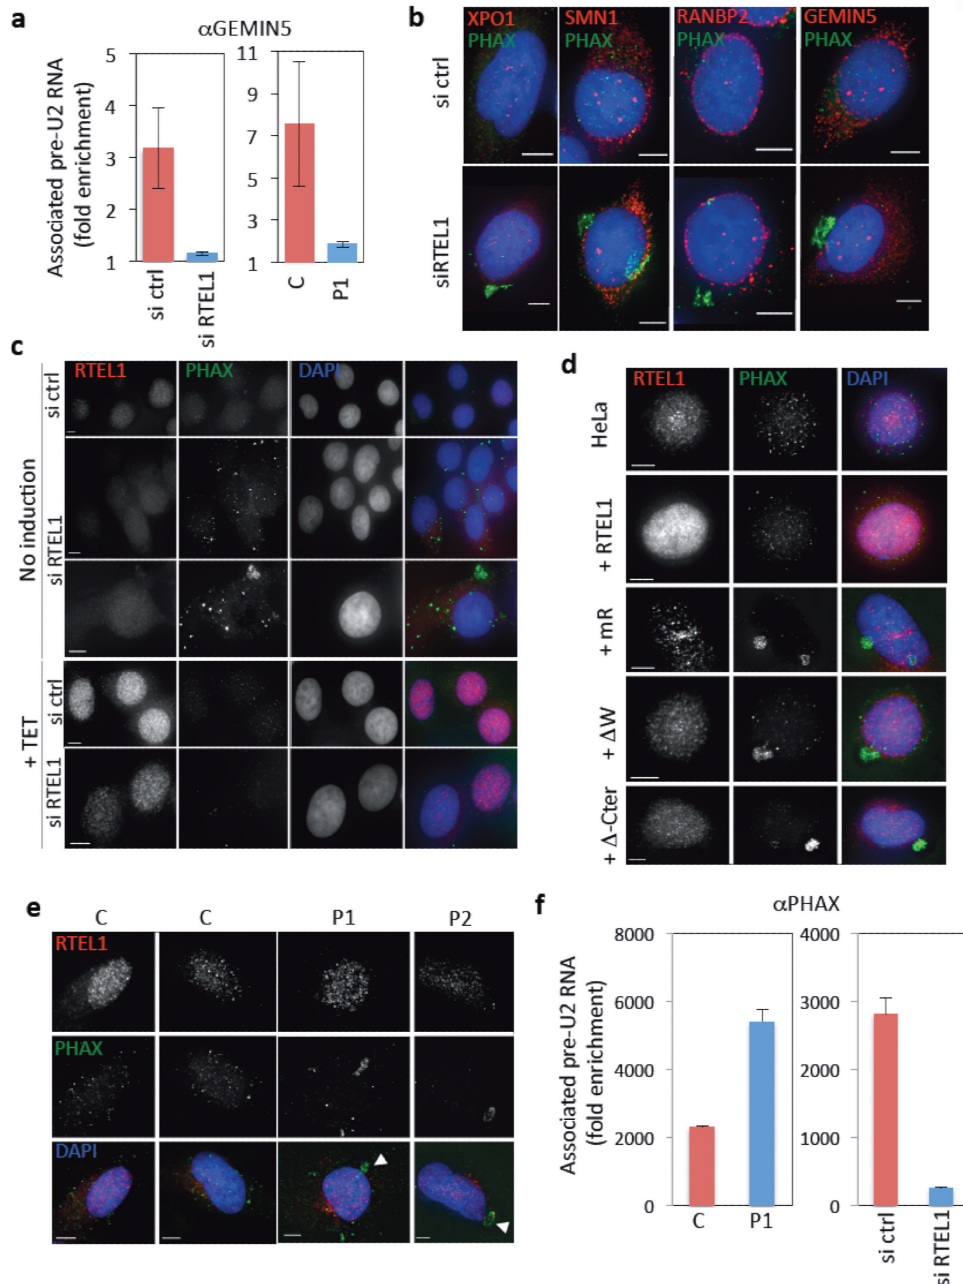 a
αGEMIN5
Associated pre-U2 RNA
(fold enrichment)
5
4
3
2
1
si ctrl
si RTEL1
11
9
7
5
3
1
C
P1
b
XPO1
PHAX
SMN1
PHAX
RANBP2
PHAX
GEMIN5
PHAX
si ctrl
siRTEL1
c
RTEL1
PHAX
DAPI
No induction
si ctrl
si RTEL1
+ TET
si ctrl
si RTEL1
d
RTEL1
PHAX
DAPI
HeLa
+ RTEL1
+ mR
+ ΔW
+ Δ-Cter
e
C
C
P1
P2
RTEL1
PHAX
DAPI
f
αPHAX
Associated pre-U2 RNA
(fold enrichment)
8000
6000
4000
2000
0
C
P1
4000
3000
2000
1000
0
si ctrl
si RTEL1